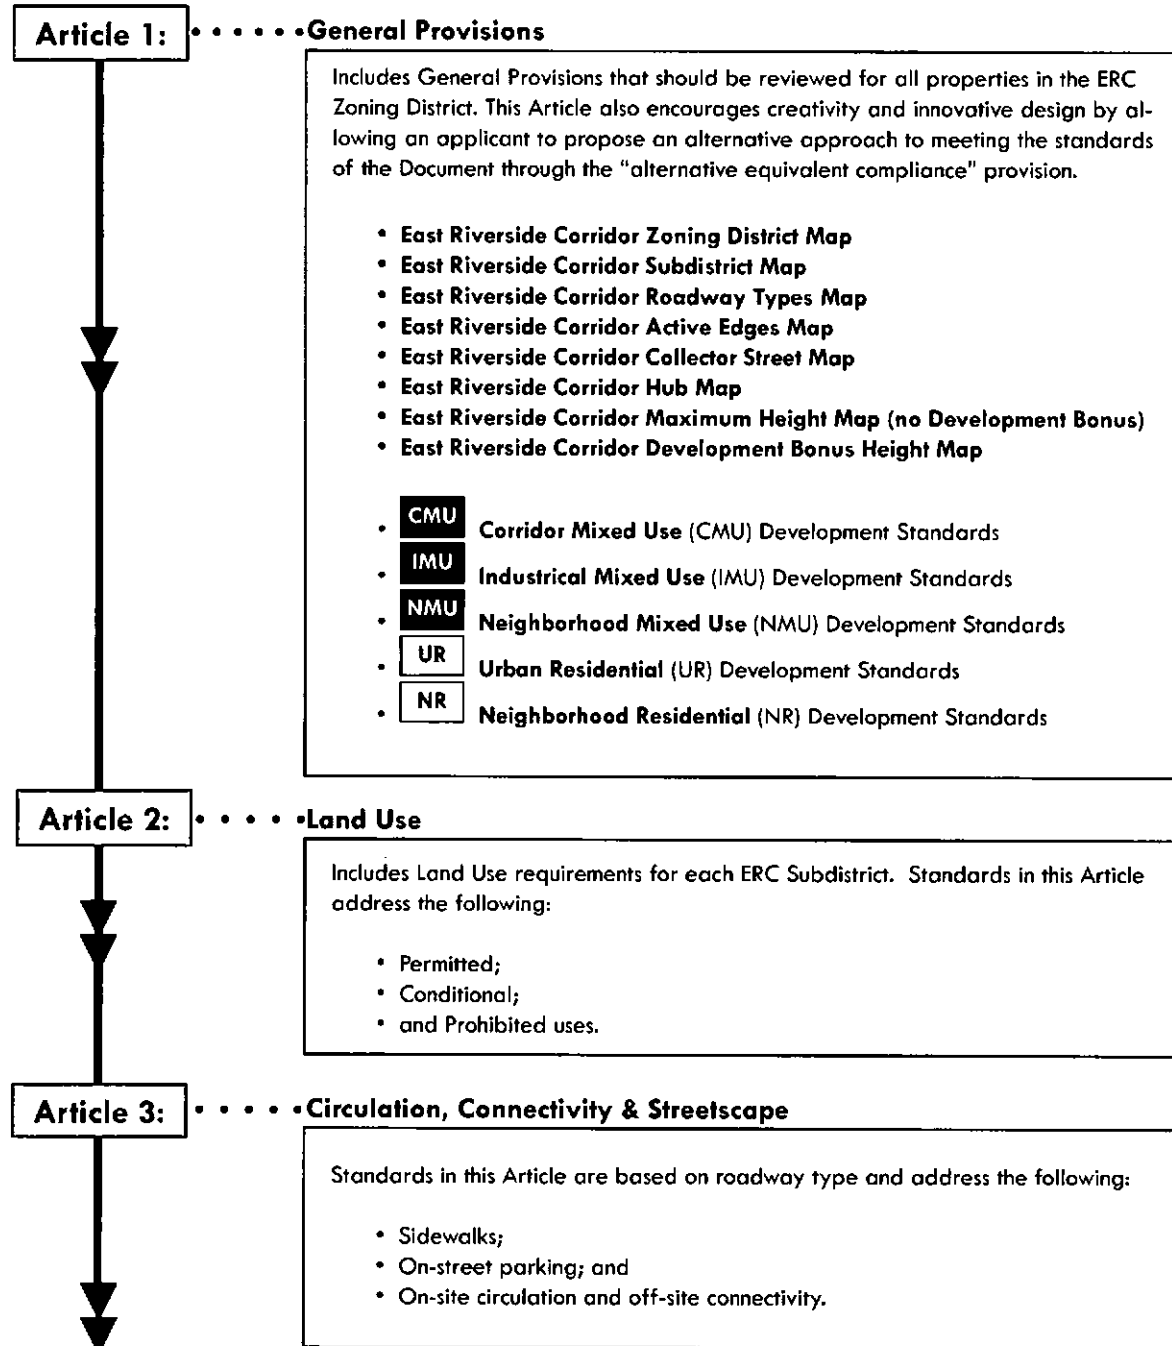 Article 1:
General Provisions
Includes General Provisions that should be reviewed for all properties in the ERC
Zoning District. This Article also encourages creativity and innovative design by al-
lowing an applicant to propose an alternative approach to meeting the standards
of the Document through the "alternative equivalent compliance" provision.
• East Riverside Corridor Zoning District Map
• East Riverside Corridor Subdistrict Map
• East Riverside Corridor Roadway Types Map
• East Riverside Corridor Active Edges Map
• East Riverside Corridor Collector Street Map
• East Riverside Corridor Hub Map
• East Riverside Corridor Maximum Height Map (no Development Bonus)
• East Riverside Corridor Development Bonus Height Map
• CMU Corridor Mixed Use (CMU) Development Standards
• IMU Industrical Mixed Use (IMU) Development Standards
• NMU Neighborhood Mixed Use (NMU) Development Standards
• UR Urban Residential (UR) Development Standards
• NR Neighborhood Residential (NR) Development Standards
Article 2:
Land Use
Includes Land Use requirements for each ERC Subdistrict. Standards in this Article
address the following:
• Permitted;
• Conditional;
• and Prohibited uses.
Article 3:
Circulation, Connectivity & Streetscape
Standards in this Article are based on roadway type and address the following:
• Sidewalks;
• On-street parking; and
• On-site circulation and off-site connectivity.